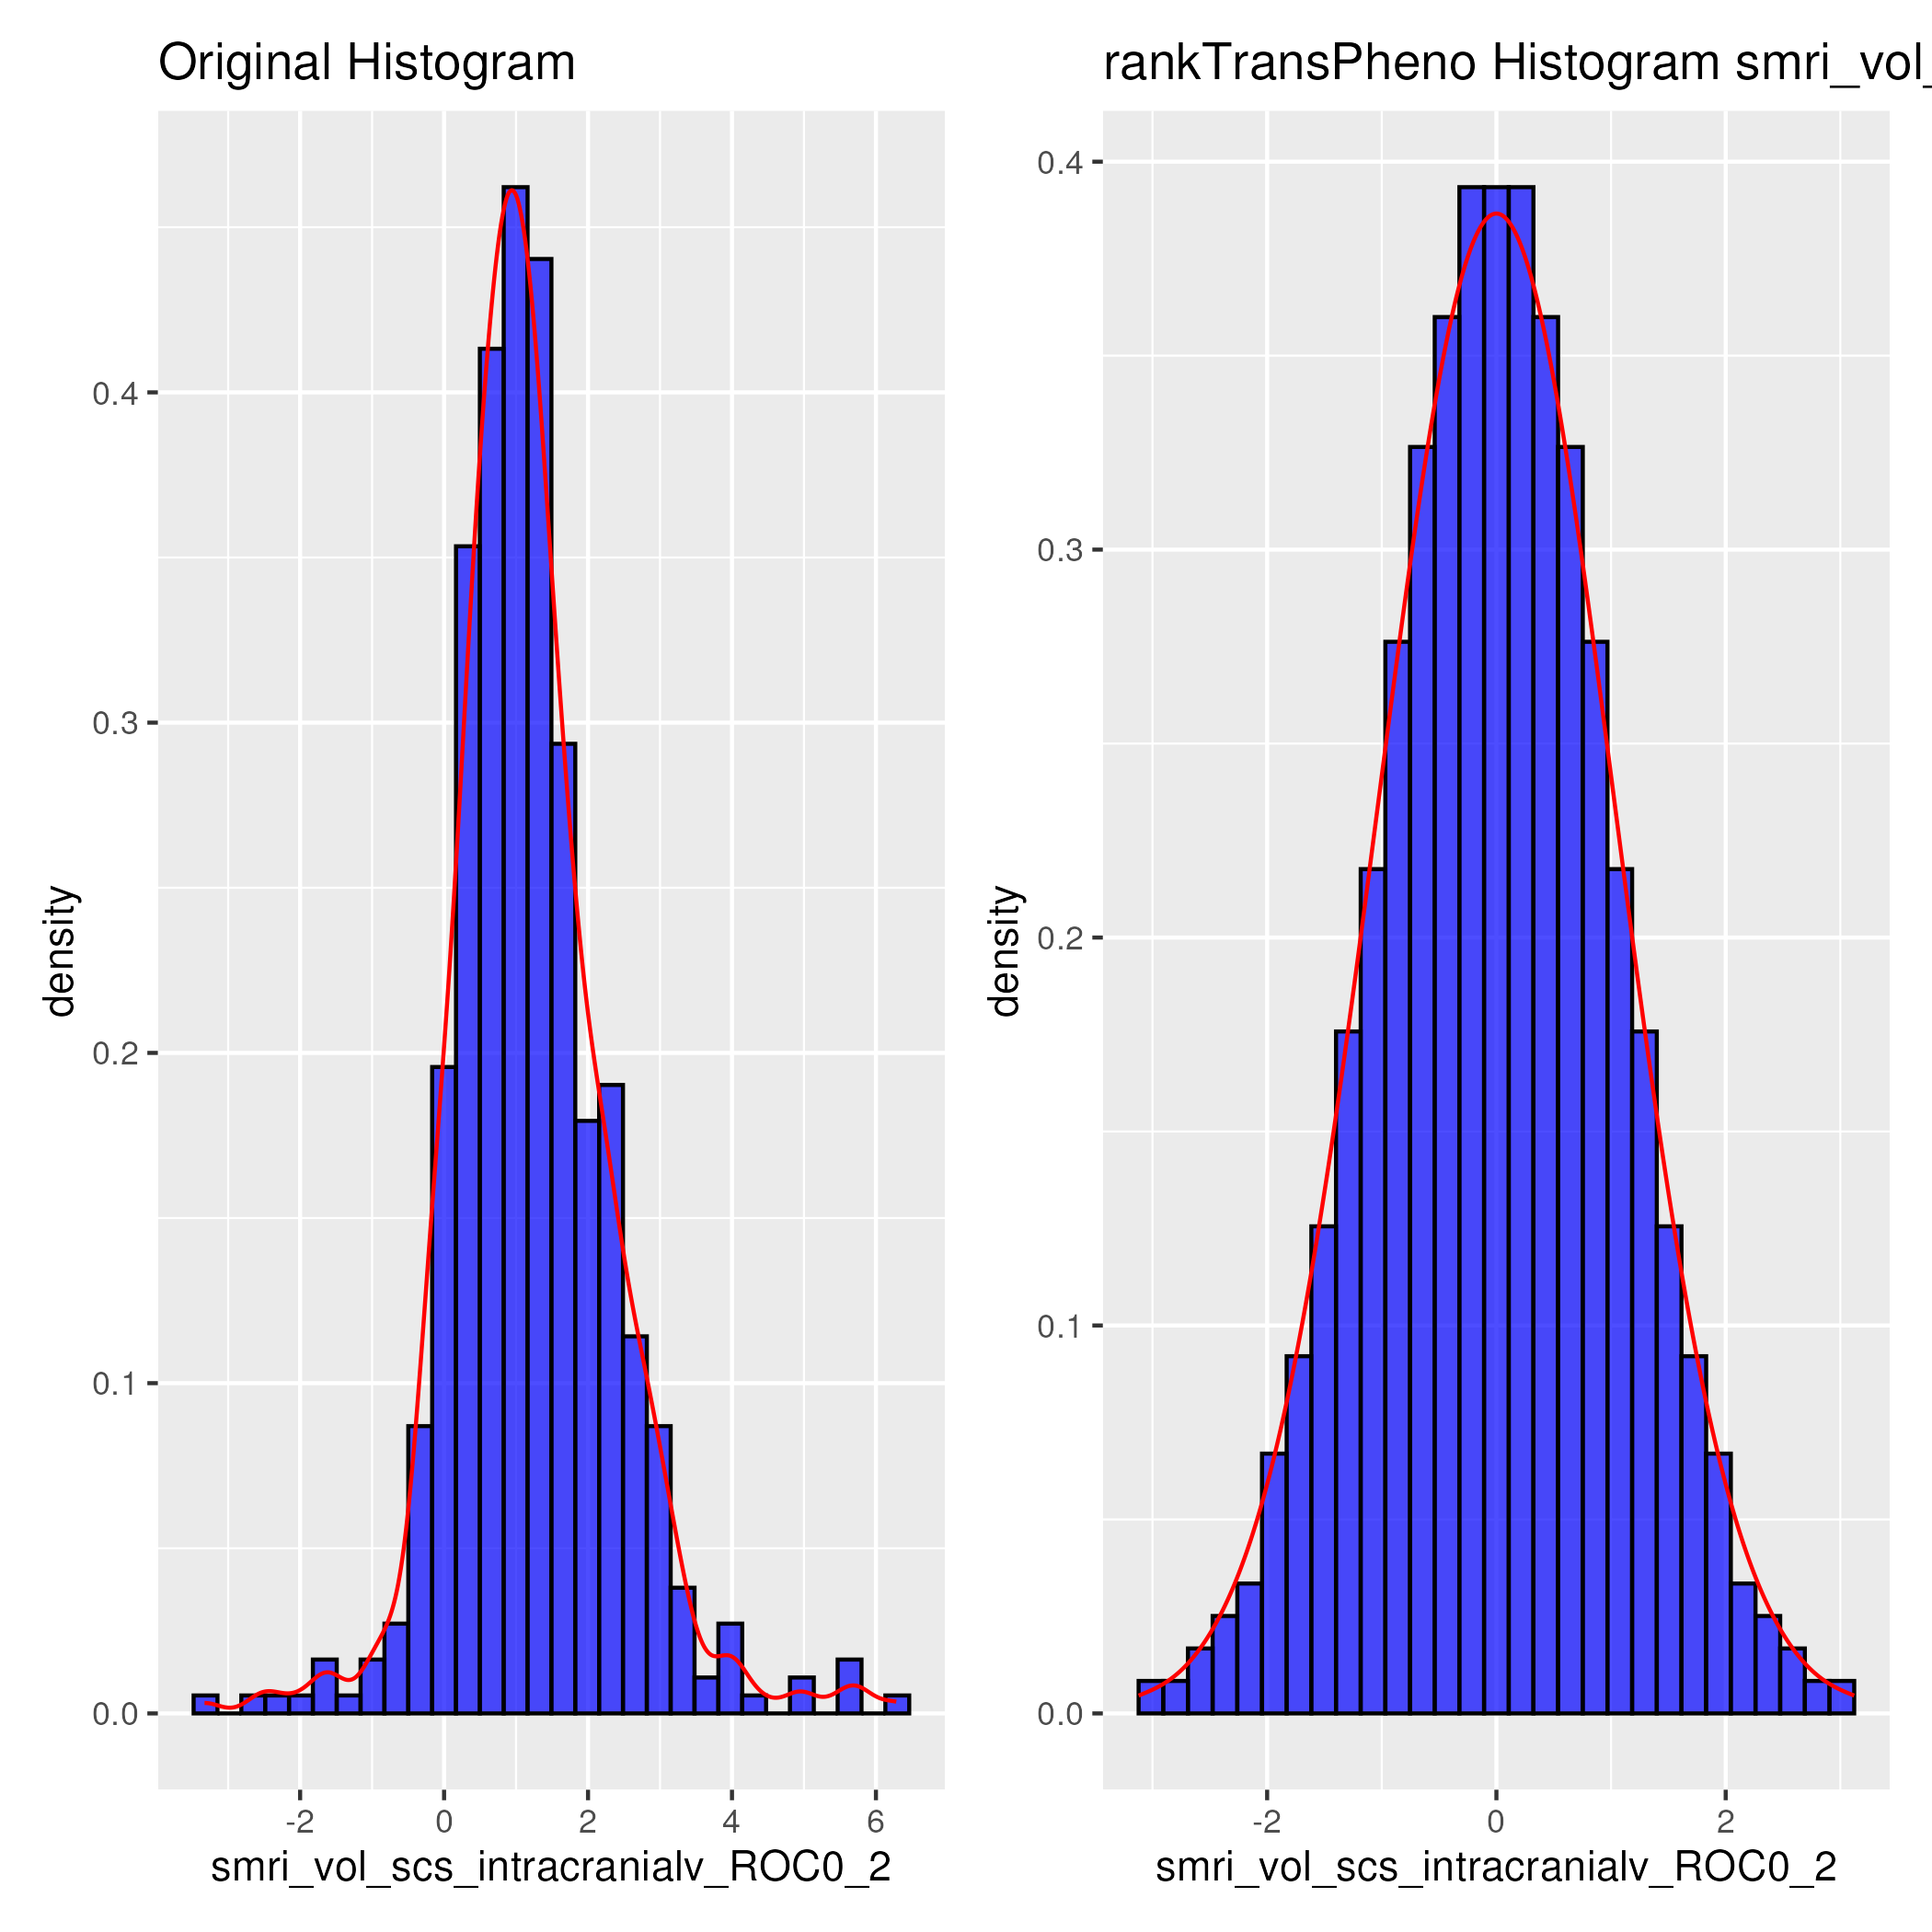 Original Histogram
density
0.4
0.3
0.2
0.1
0.0
-2 0 2 4 6
smri_vol_scs_intracranialv_ROC0_2
rankTransPheno Histogram smri_vol_
density
0.4
0.3
0.2
0.1
0.0
-2 0 2
smri_vol_scs_intracranialv_ROC0_2